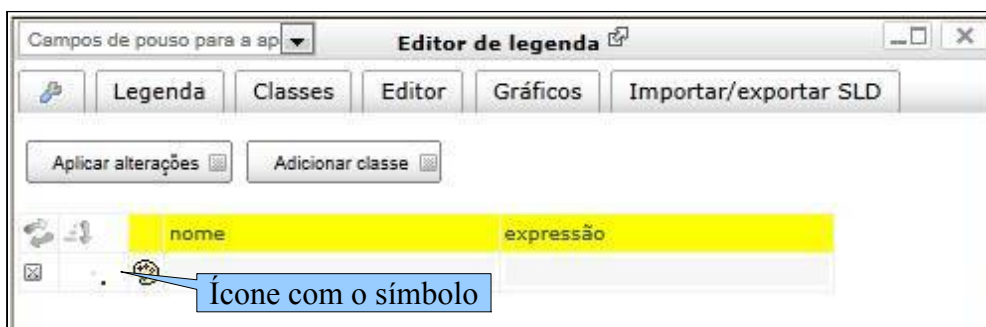 Campos de pouso para a ap
Editor de legenda
Legenda
Classes
Editor
Gráficos
Importar/exportar SLD
Aplicar alterações
Adicionar classe
nome
expressão
Ícone com o símbolo